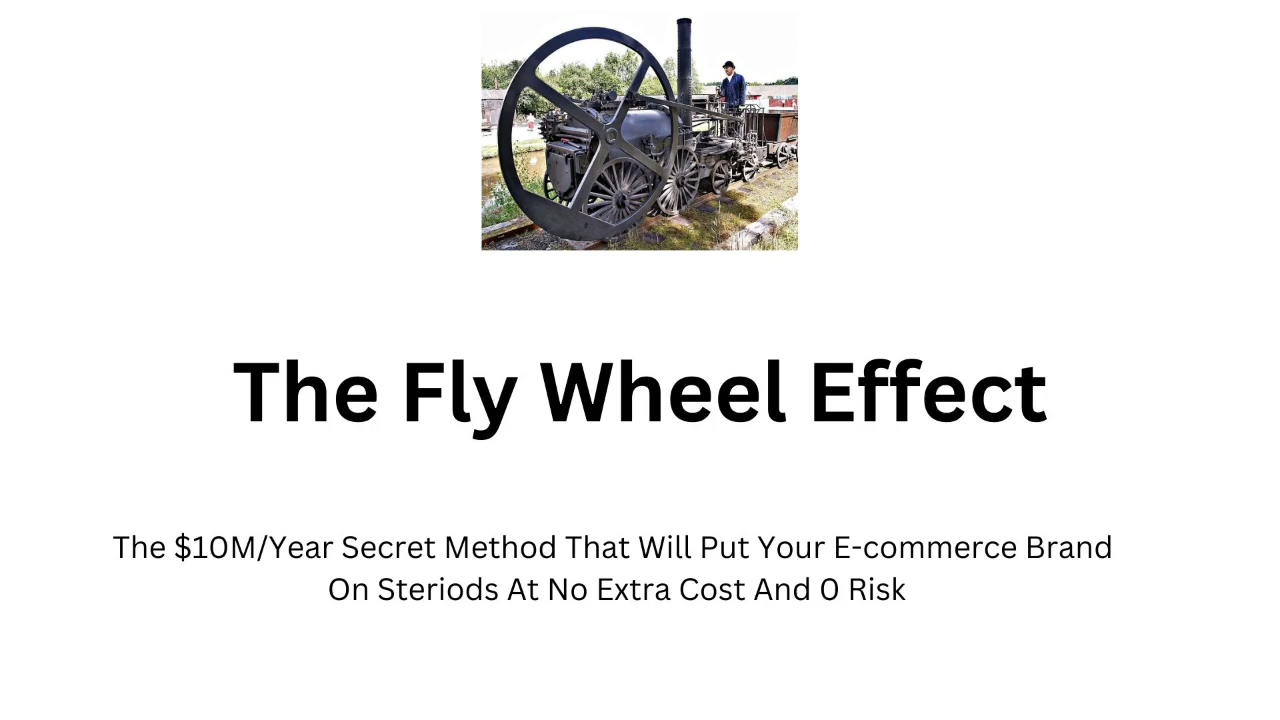 The Fly Wheel Effect
The $10M/Year Secret Method That Will Put Your E-commerce Brand
On Steriods At No Extra Cost And 0 Risk